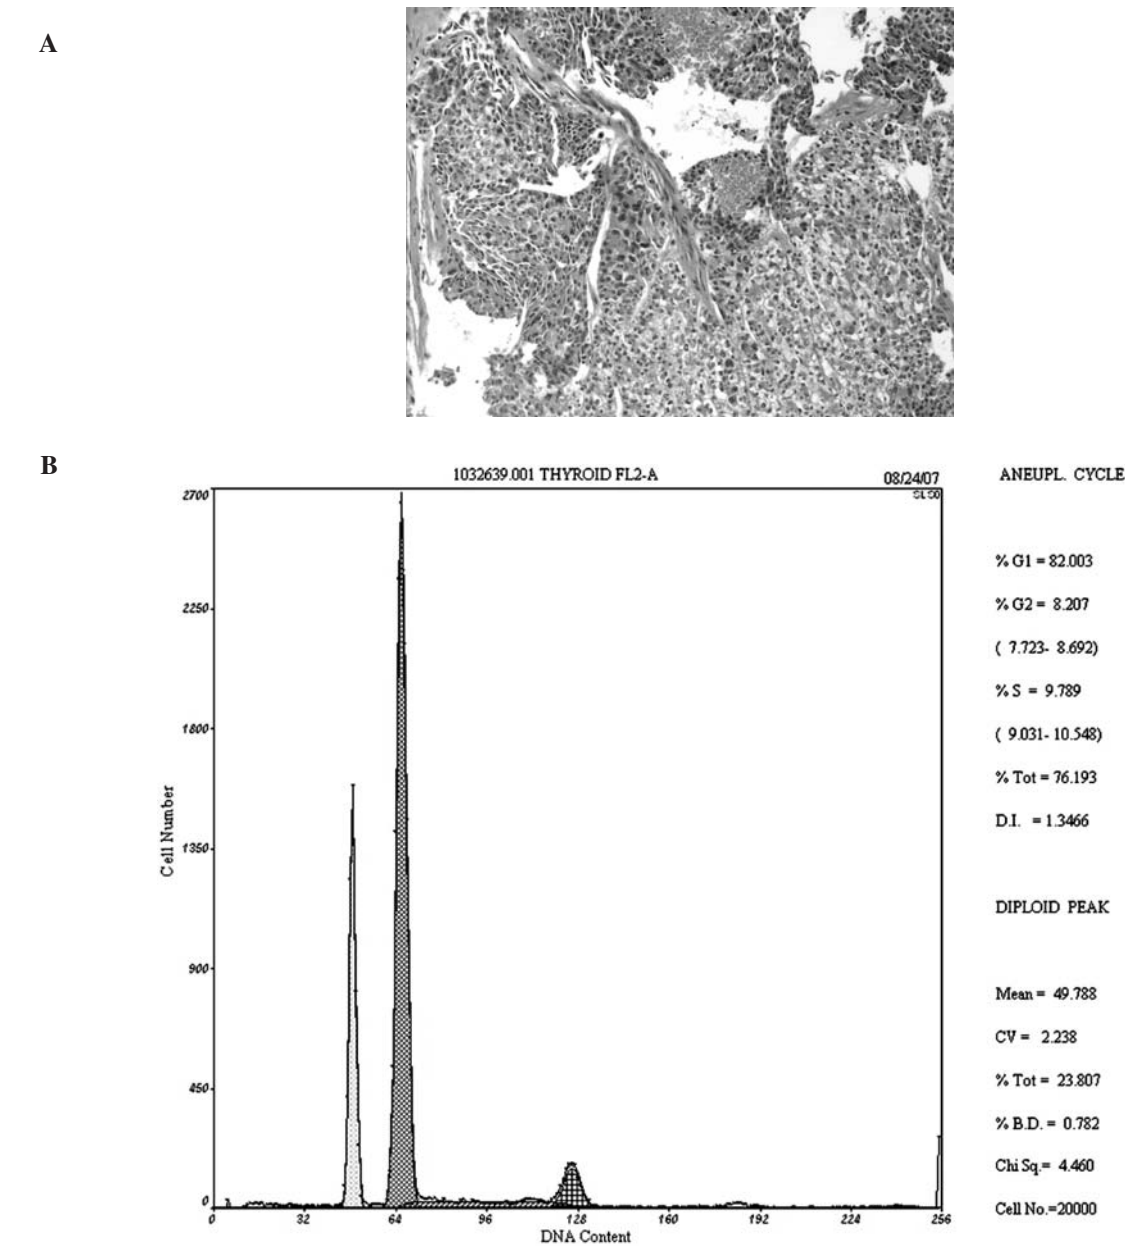 A
B
1032639.001 THYROID FL2-A
08/24/07
ANEUPL. CYCLE
2700
2250
1800
1350
900
450
0
Cell Number
0 32 64 96 128 160 192 224 256
DNA Content
% G1 = 82.003
% G2 = 8.207
( 7.723- 8.692)
% S = 9.789
( 9.031- 10.548)
% Tot = 76.193
D.I. = 1.3466
DIPLOID PEAK
Mean = 49.788
CV = 2.238
% Tot = 23.807
% B.D. = 0.782
Chi Sq.= 4.460
Cell No.=20000